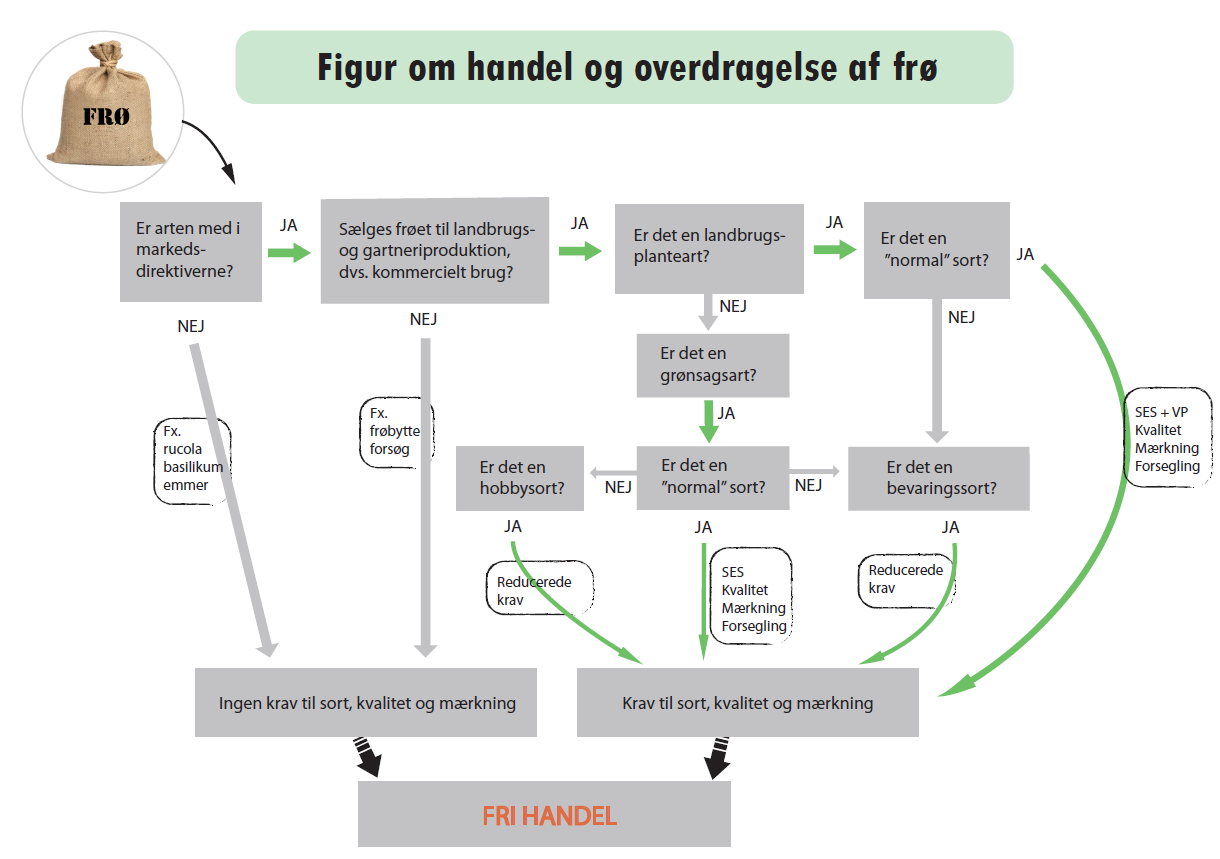 Figur om handel og overdragelse af frø
FRØ
Er arten med i
markeds-
direktiverne?
JA
Sælges frøet til landbrugs-
og gartneriproduktion,
dvs. kommercielt brug?
JA
Er det en landbrugs-
planteart?
JA
Er det en
”normal” sort?
JA
NEJ
NEJ
NEJ
NEJ
Er det en
grønsagsart?
JA
Fx.
rucola
basilikum
emmer
Fx.
frøbytte
forsøg
SES + VP
Kvalitet
Mærkning
Forsegling
Er det en
hobbysort?
NEJ
Er det en
”normal” sort?
NEJ
Er det en
bevaringssort?
JA
JA
JA
Reducerede
krav
SES
Kvalitet
Mærkning
Forsegling
Reducerede
krav
Ingen krav til sort, kvalitet og mærkning
Krav til sort, kvalitet og mærkning
FRI HANDEL